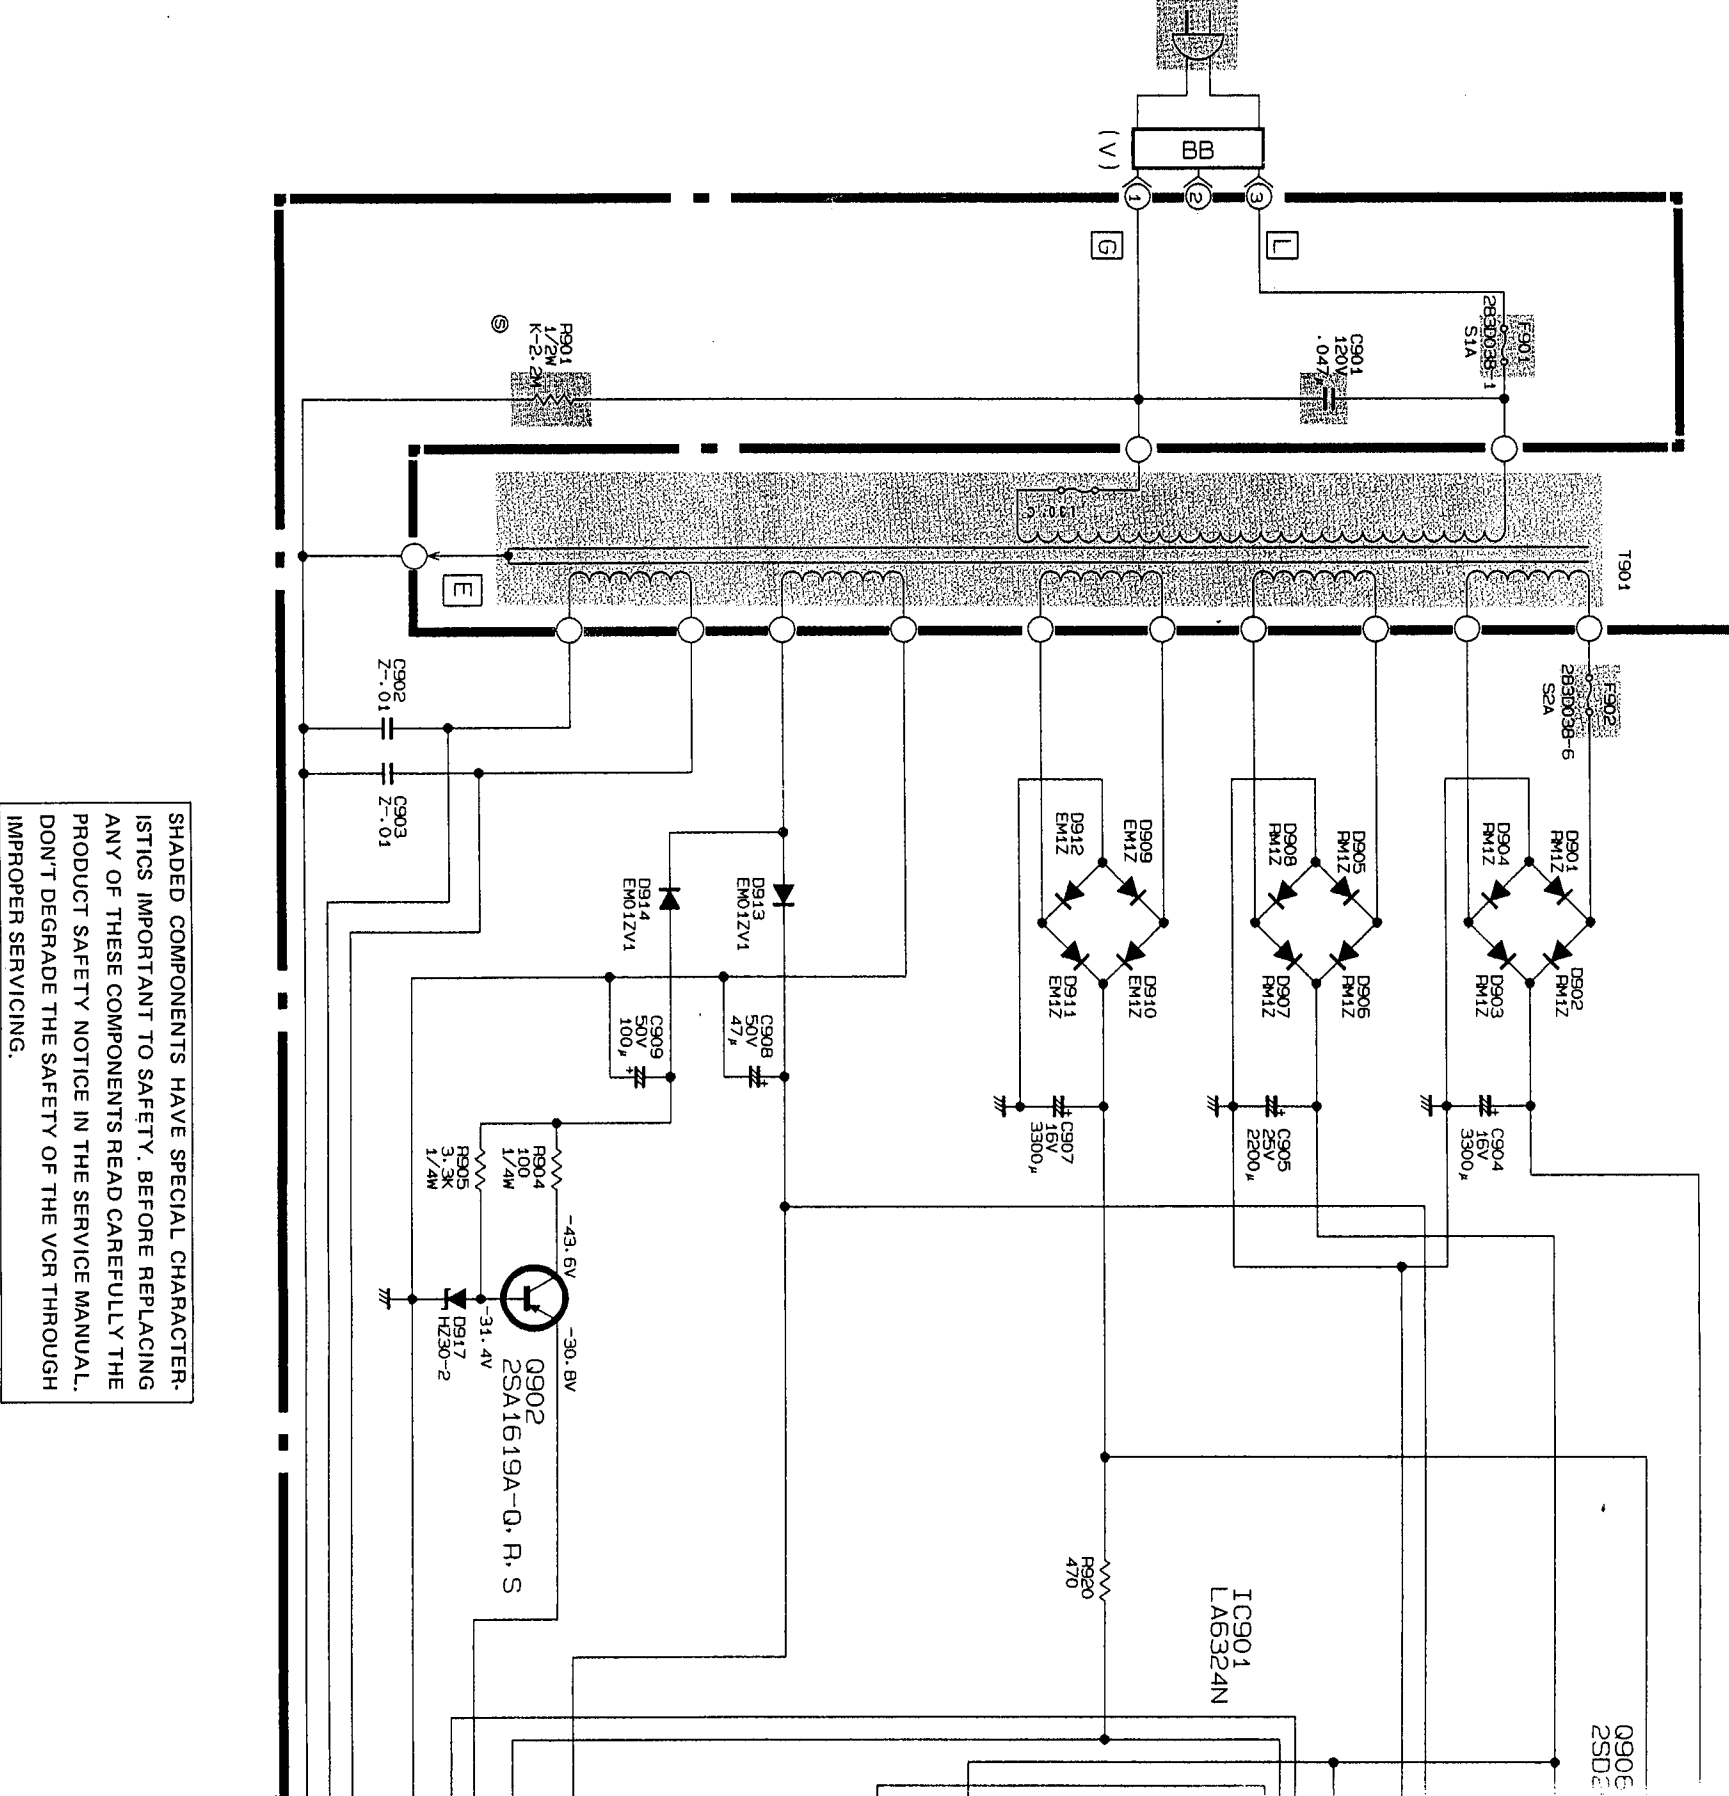 BB
(V)
1
2
3
G
L
F901
283D038-1
S1A
C901
120V
.047μ
R901
1/2W
K-2.2M
S
130°C
T901
E
F902
283D038-6
S2A
C902
Z-.01
C903
Z-.01
D901
RM1Z
D904
RM1Z
D905
RM1Z
D908
RM1Z
D909
EM1Z
D912
EM1Z
D913
EM01ZV1
D914
EM01ZV1
D902
RM1Z
D903
RM1Z
D906
RM1Z
D907
RM1Z
D910
EM1Z
D911
EM1Z
C908
50V
47μ
+
C909
50V
100μ
+
C904
16V
3300μ
+
C905
25V
2200μ
+
C907
16V
3300μ
+
R904
100
1/4W
R905
3.3K
1/4W
-43.6V
-30.8V
-31.4V
D917
HZ30-2
Q902
2SA1619A-Q,R,S
R920
470
IC901
LA6324N
Q906
2SD
SHADED COMPONENTS HAVE SPECIAL CHARACTER-
ISTICS IMPORTANT TO SAFETY. BEFORE REPLACING
ANY OF THESE COMPONENTS READ CAREFULLY THE
PRODUCT SAFETY NOTICE IN THE SERVICE MANUAL.
DON'T DEGRADE THE SAFETY OF THE VCR THROUGH
IMPROPER SERVICING.